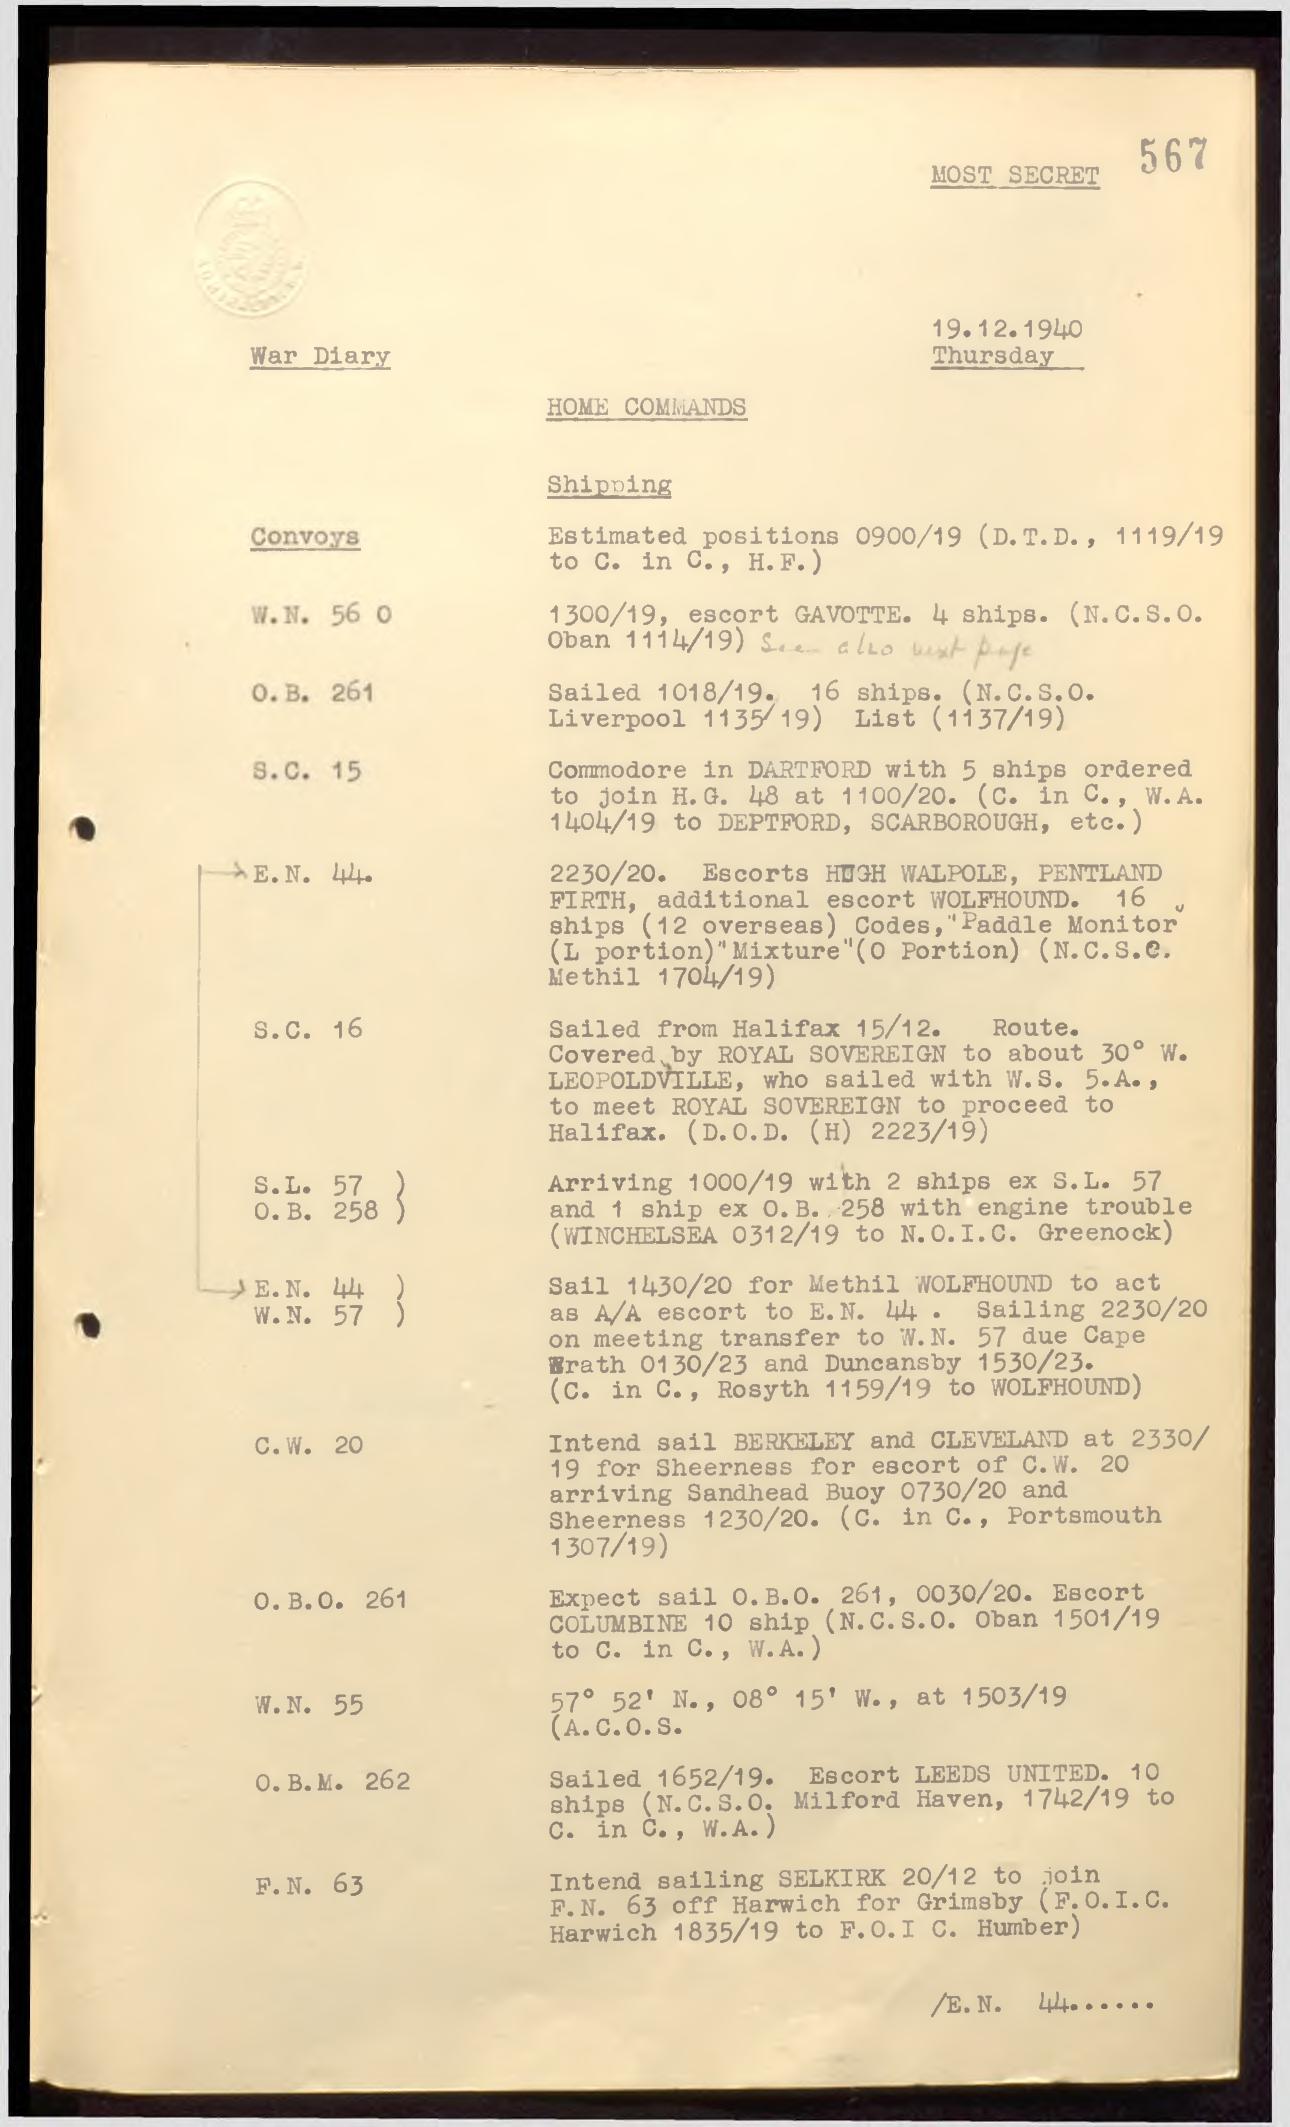 567
MOST SECRET
19.12.1940
War Diary
Thursday
HOME COMMANDS
Shipping
Convoys
Estimated positions 0900/19 (D.T.D., 1119/19
to C. in C., H.F.)
W.N. 56 O
1300/19, escort GAVOTTE. 4 ships. (N.C.S.O.
Oban 1114/19) See also next page
O.B. 261
Sailed 1018/19. 16 ships. (N.C.S.O.
Liverpool 1135/19) List (1137/19)
S.C. 15
Commodore in DARTFORD with 5 ships ordered
to join H.G. 48 at 1100/20. (C. in C., W.A.
1404/19 to DEPTFORD, SCARBOROUGH, etc.)
E.N. 44.
2230/20. Escorts HUGH WALPOLE, PENTLAND
FIRTH, additional escort WOLFHOUND. 16
ships (12 overseas) Codes,"Paddle Monitor"
(L portion)"Mixture"(O Portion) (N.C.S.O.
Methil 1704/19)
S.C. 16
Sailed from Halifax 15/12. Route.
Covered by ROYAL SOVEREIGN to about 30° W.
LEOPOLDVILLE, who sailed with W.S. 5.A.,
to meet ROYAL SOVEREIGN to proceed to
Halifax. (D.O.D. (H) 2223/19)
S.L. 57 )
O.B. 258 )
Arriving 1000/19 with 2 ships ex S.L. 57
and 1 ship ex O.B. 258 with engine trouble
(WINCHELSEA 0312/19 to N.O.I.C. Greenock)
E.N. 44 )
W.N. 57 )
Sail 1430/20 for Methil WOLFHOUND to act
as A/A escort to E.N. 44 . Sailing 2230/20
on meeting transfer to W.N. 57 due Cape
Wrath 0130/23 and Duncansby 1530/23.
(C. in C., Rosyth 1159/19 to WOLFHOUND)
C.W. 20
Intend sail BERKELEY and CLEVELAND at 2330/
19 for Sheerness for escort of C.W. 20
arriving Sandhead Buoy 0730/20 and
Sheerness 1230/20. (C. in C., Portsmouth
1307/19)
O.B.O. 261
Expect sail O.B.O. 261, 0030/20. Escort
COLUMBINE 10 ship (N.C.S.O. Oban 1501/19
to C. in C., W.A.)
W.N. 55
57° 52' N., 08° 15' W., at 1503/19
(A.C.O.S.
O.B.M. 262
Sailed 1652/19. Escort LEEDS UNITED. 10
ships (N.C.S.O. Milford Haven, 1742/19 to
C. in C., W.A.)
F.N. 63
Intend sailing SELKIRK 20/12 to join
F.N. 63 off Harwich for Grimsby (F.O.I.C.
Harwich 1835/19 to F.O.I C. Humber)
/E.N. 44......